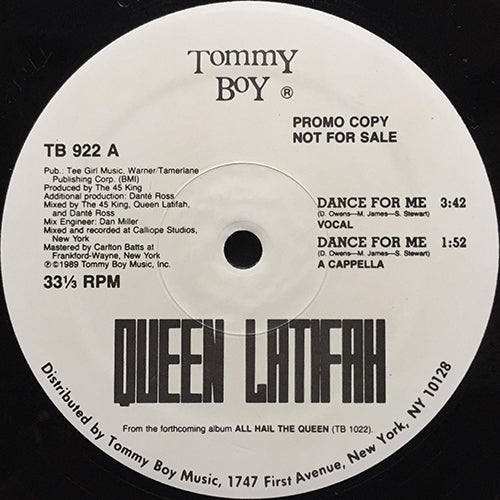 Tommy
Boy ®
PROMO COPY
NOT FOR SALE
TB 922 A
Pub.: Tee Girl Music, Warner/Tamerlane
Publishing Corp. (BMI)
Produced by The 45 King
Additional production: Danté Ross
Mixed by The 45 King, Queen Latifah,
and Danté Ross
Mix Engineer: Dan Miller
Mixed and recorded at Calliope Studios,
New York
Mastered by Carlton Batts at
Frankford-Wayne, New York
℗©1989 Tommy Boy Music, Inc.
33⅓ RPM
DANCE FOR ME 3:42
(D. Owens—M. James—S. Stewart)
VOCAL
DANCE FOR ME 1:52
(D. Owens—M. James—S. Stewart)
A CAPPELLA
QUEEN LATIFAH
From the forthcoming album ALL HAIL THE QUEEN (TB 1022).
Distributed by Tommy Boy Music, 1747 First Avenue, New York, NY 10128